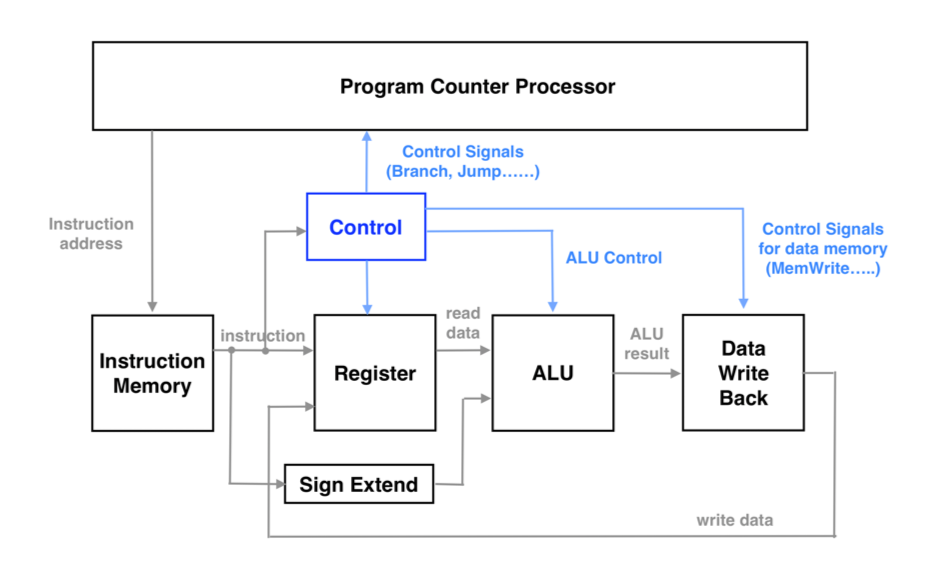 Program Counter Processor
Control Signals
(Branch, Jump……)
Instruction
address
Control
Control Signals
for data memory
(MemWrite…..)
ALU Control
instruction
read
data
ALU
result
Instruction
Memory
Register
ALU
Data
Write
Back
Sign Extend
write data